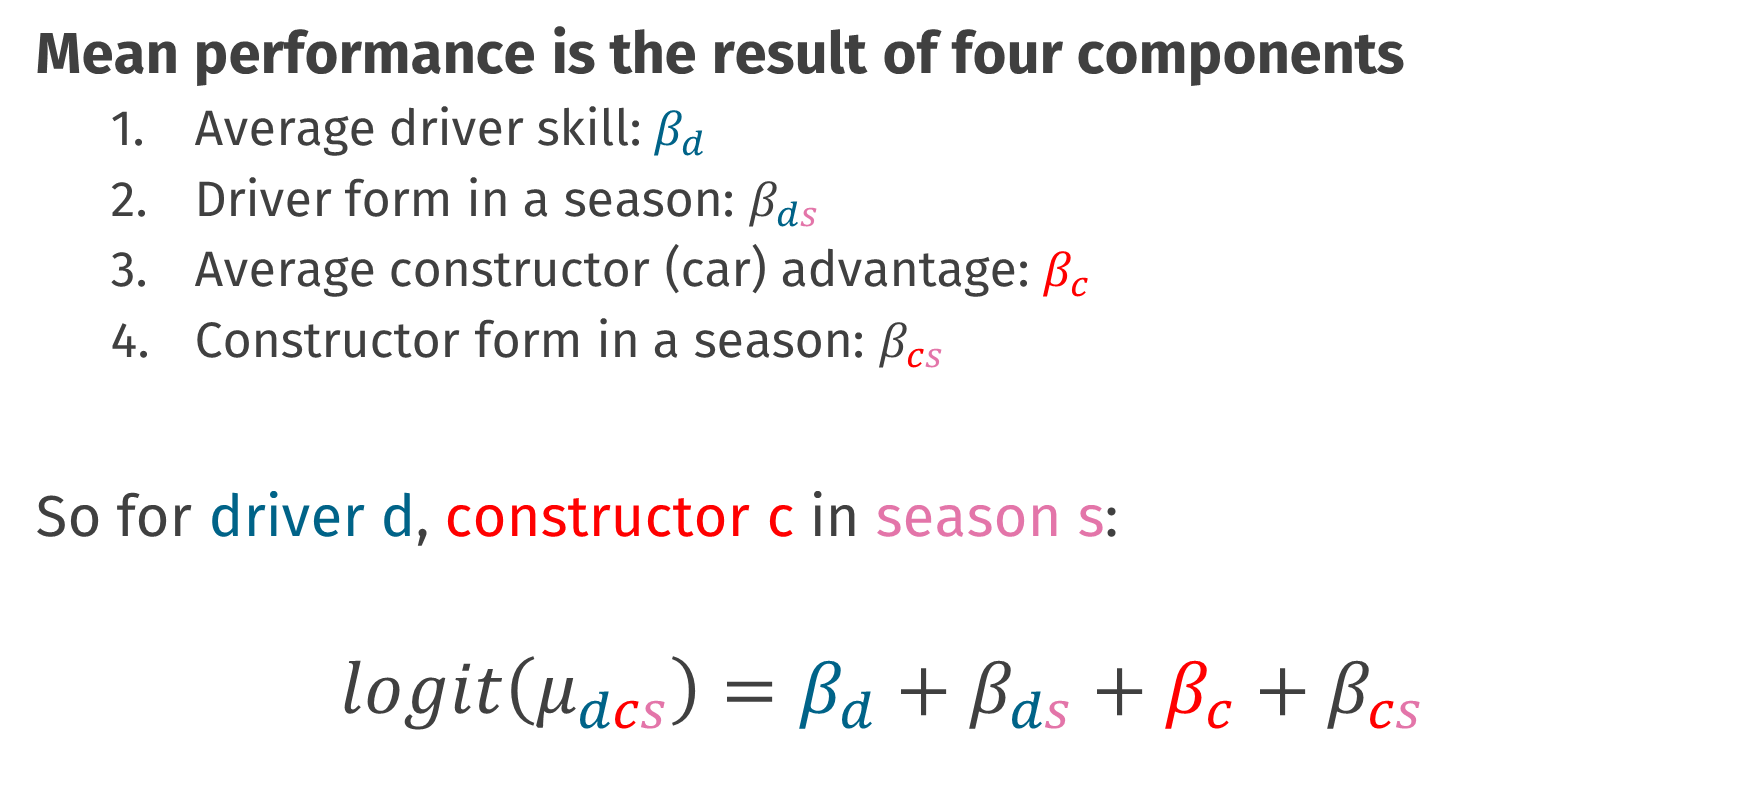 Mean performance is the result of four components
1. Average driver skill: β_d
2. Driver form in a season: β_ds
3. Average constructor (car) advantage: β_c
4. Constructor form in a season: β_cs
So for driver d, constructor c in season s:
logit(μ_dcs) = β_d + β_ds + β_c + β_cs